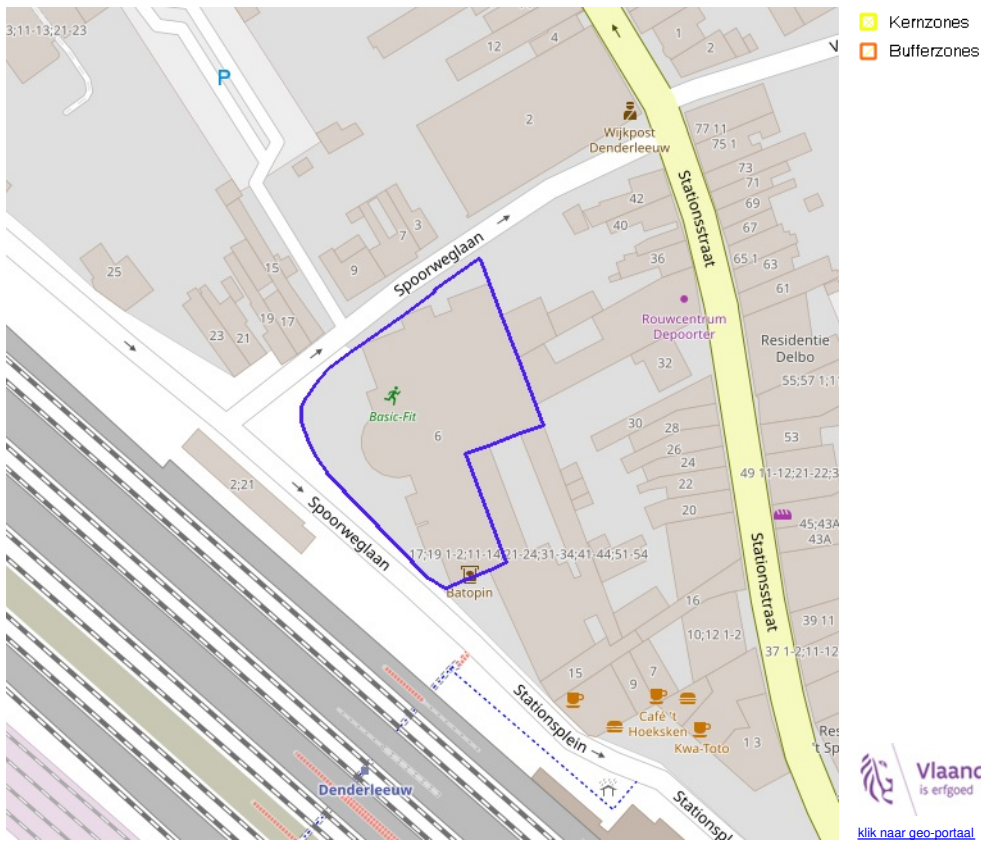 3;11-13;21-23
P
12
4
1
2
V
Kernzones
Bufferzones
2
Wijkpost
Denderleeuw
77 11
75 1
73
71
69
67
65 1
63
61
42
40
36
Stationsstraat
3
7
9
Spoorweglaan
25
15
19
17
23
21
Rouwcentrum
Depoorter
32
Residentie
Delbo
55;57 1;1
Basic-Fit
6
30
28
26
24
22
20
53
49 11-12;21-22;3
45;43A
43A
2;21
Spoorweglaan
17;19 1-2;11-14;21-24;31-34;41-44;51-54
Batopin
Stationsstraat
16
10;12 1-2
39 11
37 1-2;11-12
15
9
7
Café 't
Hoeksken
Kwa-Toto
1 3
Res
't Sp
Stationsplein
Denderleeuw
Stationspl
Vlaand
is erfgoed
klik naar geo-portaal